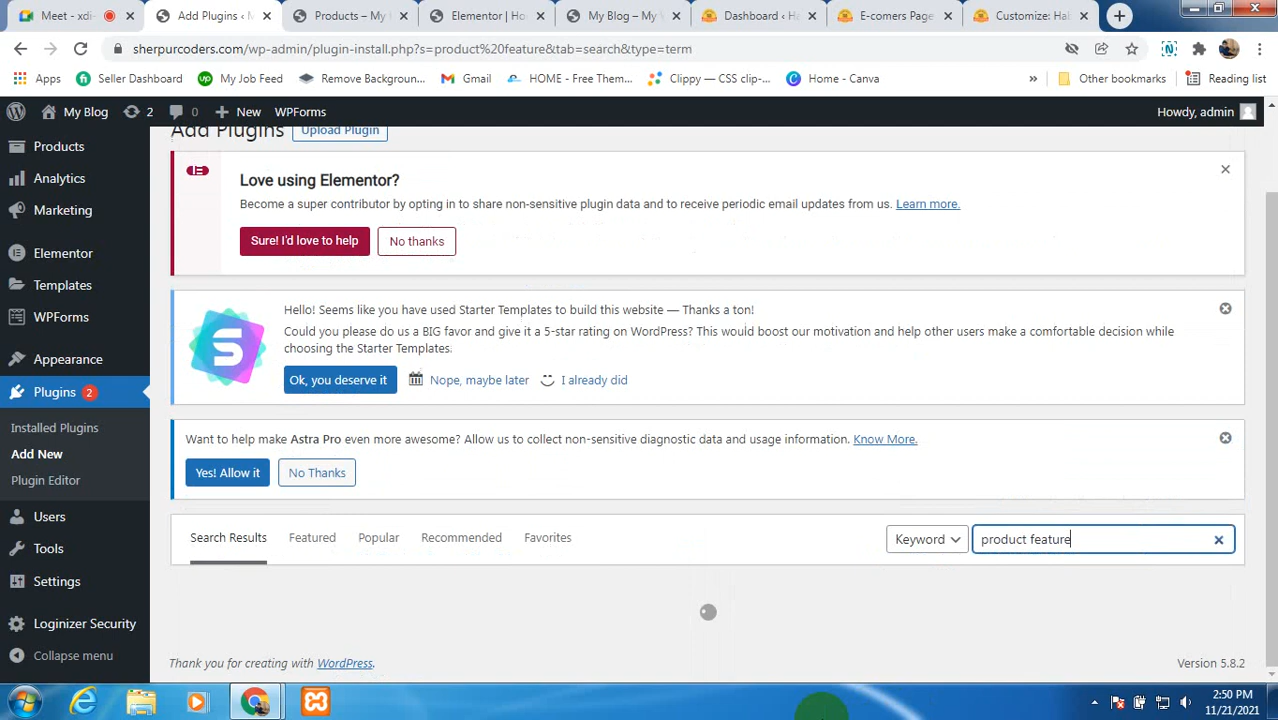 Meet - xdi-
Add Plugins ‹ M
Products – My
Elementor | Ho
My Blog – My
Dashboard ‹ Ha
E-comers Page
Customize: Hal
sherpurcoders.com/wp-admin/plugin-install.php?s=product%20feature&tab=search&type=term
Apps
Seller Dashboard
My Job Feed
Remove Backgroun...
Gmail
HOME - Free Them...
Clippy — CSS clip-...
Home - Canva
»
Other bookmarks
Reading list
My Blog
2
0
New
WPForms
Howdy, admin
Products
Analytics
Marketing
Elementor
Templates
WPForms
Appearance
Plugins 2
Installed Plugins
Add New
Plugin Editor
Users
Tools
Settings
Loginizer Security
Collapse menu
Add Plugins
Upload Plugin
Love using Elementor?
Become a super contributor by opting in to share non-sensitive plugin data and to receive periodic email updates from us. Learn more.
Sure! I'd love to help
No thanks
Hello! Seems like you have used Starter Templates to build this website — Thanks a ton!
Could you please do us a BIG favor and give it a 5-star rating on WordPress? This would boost our motivation and help other users make a comfortable decision while
choosing the Starter Templates.
Ok, you deserve it
Nope, maybe later
I already did
Want to help make Astra Pro even more awesome? Allow us to collect non-sensitive diagnostic data and usage information. Know More.
Yes! Allow it
No Thanks
Search Results
Featured
Popular
Recommended
Favorites
Keyword
product feature
Thank you for creating with WordPress.
Version 5.8.2
2:50 PM
11/21/2021